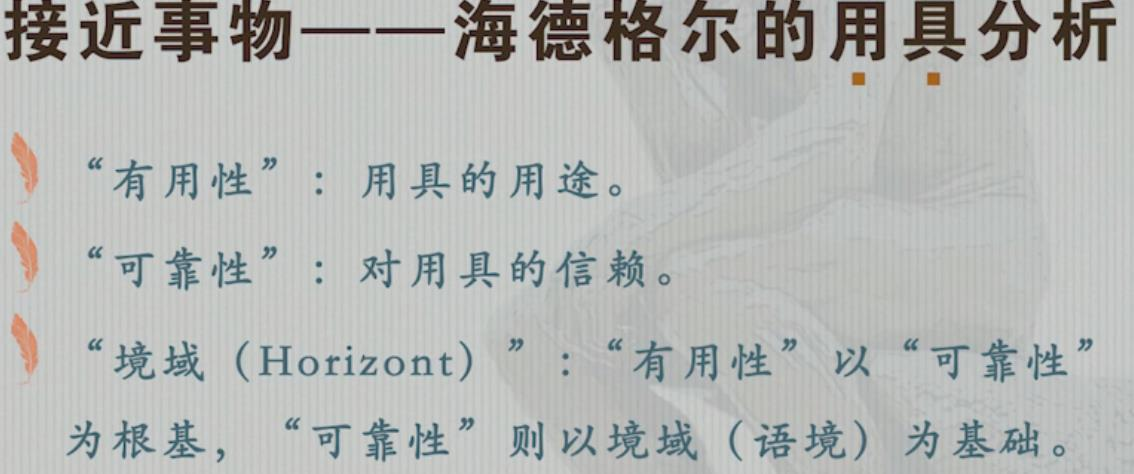 接近事物——海德格尔的用具分析
“有用性”：用具的用途。
“可靠性”：对用具的信赖。
“境域（Horizont）”：“有用性”以“可靠性”
为根基，“可靠性”则以境域（语境）为基础。